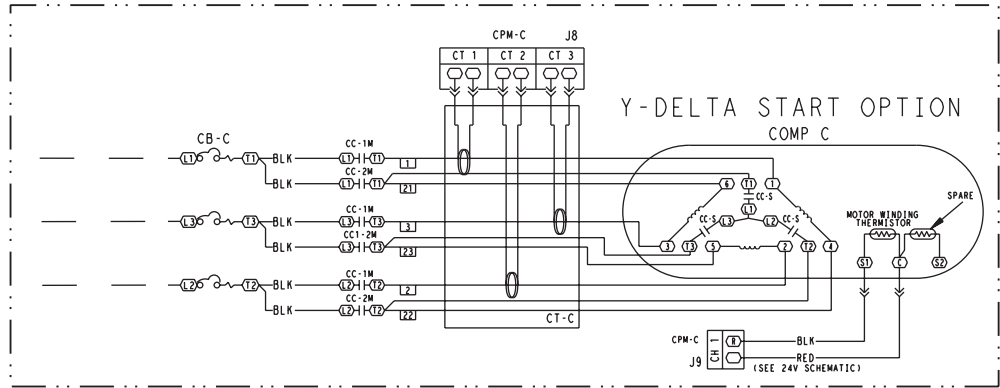 CPM-C J8
CT 1 CT 2 CT 3
Y-DELTA START OPTION
COMP C
CB-C
CC-1M
L1 T1 BLK L1 T1 1
CC-2M
BLK L1 T1 21
6 T1 1
CC-S
L1
CC-1M
L3 T3 BLK L3 T3 3
CC-S L3 L2 CC-S
CC1-2M
BLK L3 T3 23
3 T3 5 2 T2 4
MOTOR WINDING
THERMISTOR
SPARE
S1 C S2
CC-1M
L2 T2 BLK L2 T2 2
CC-2M
BLK L2 T2 22
CT-C
CPM-C
J9
CH 1
R BLK
RED
(SEE 24V SCHEMATIC)